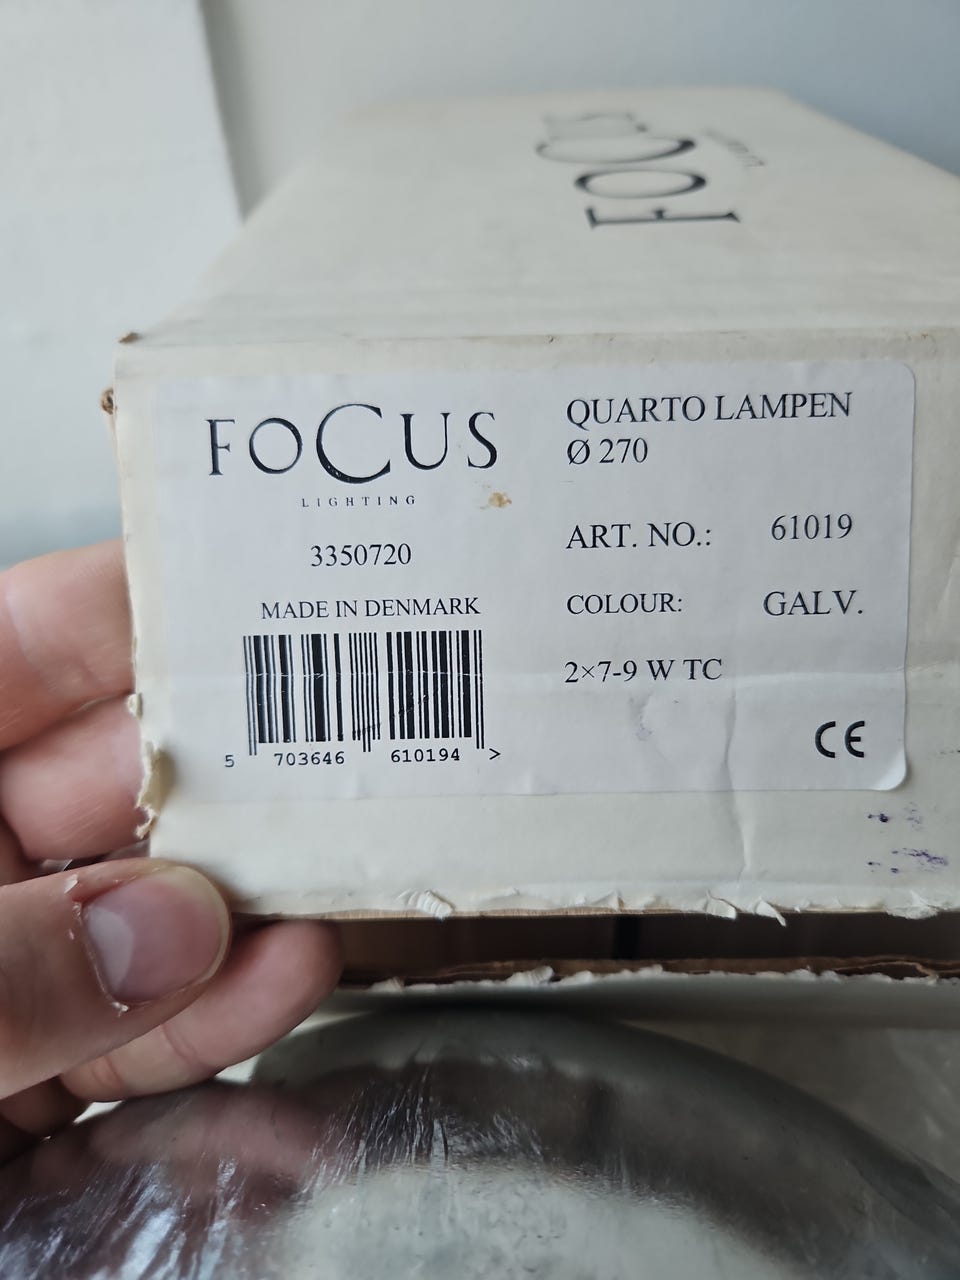 FOCUS
FOCUS
LIGHTING
3350720
MADE IN DENMARK
5 703646 610194 >
QUARTO LAMPEN
Ø 270
ART. NO.: 61019
COLOUR: GALV.
2×7-9 W TC
CE